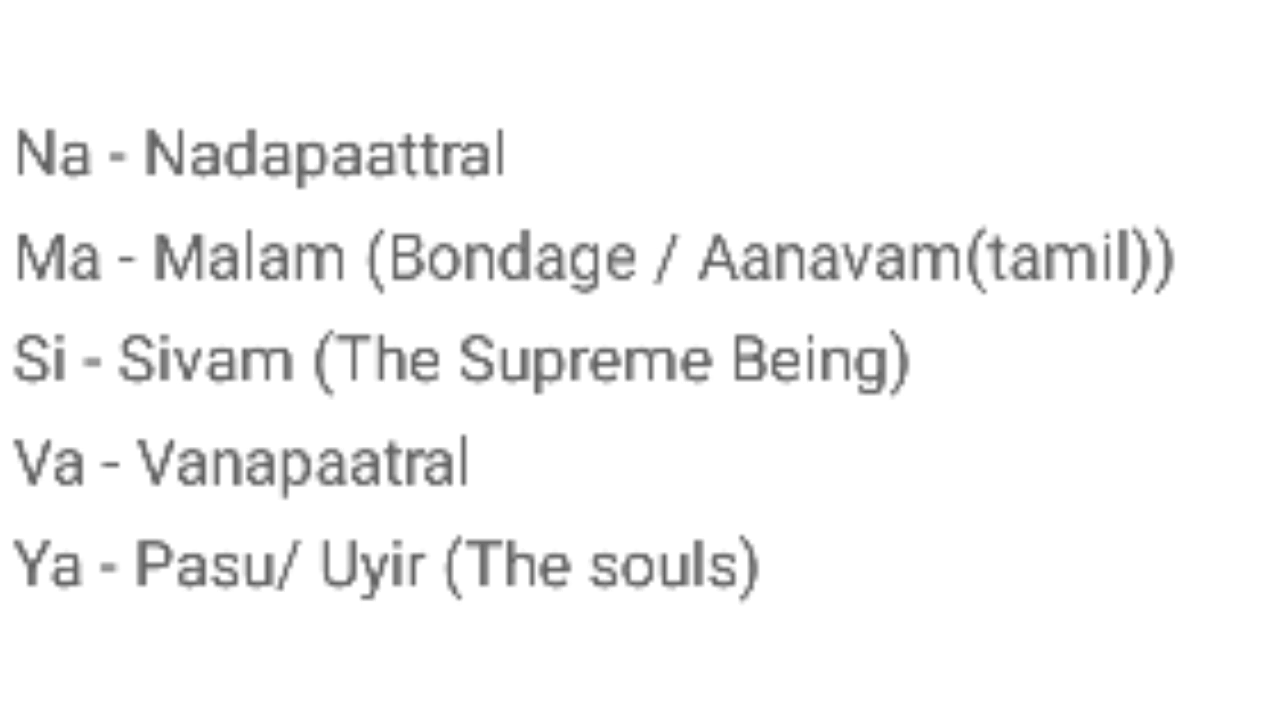 Na - Nadapaattral
Ma - Malam (Bondage / Aanavam(tamil))
Si - Sivam (The Supreme Being)
Va - Vanapaatral
Ya - Pasu/ Uyir (The souls)